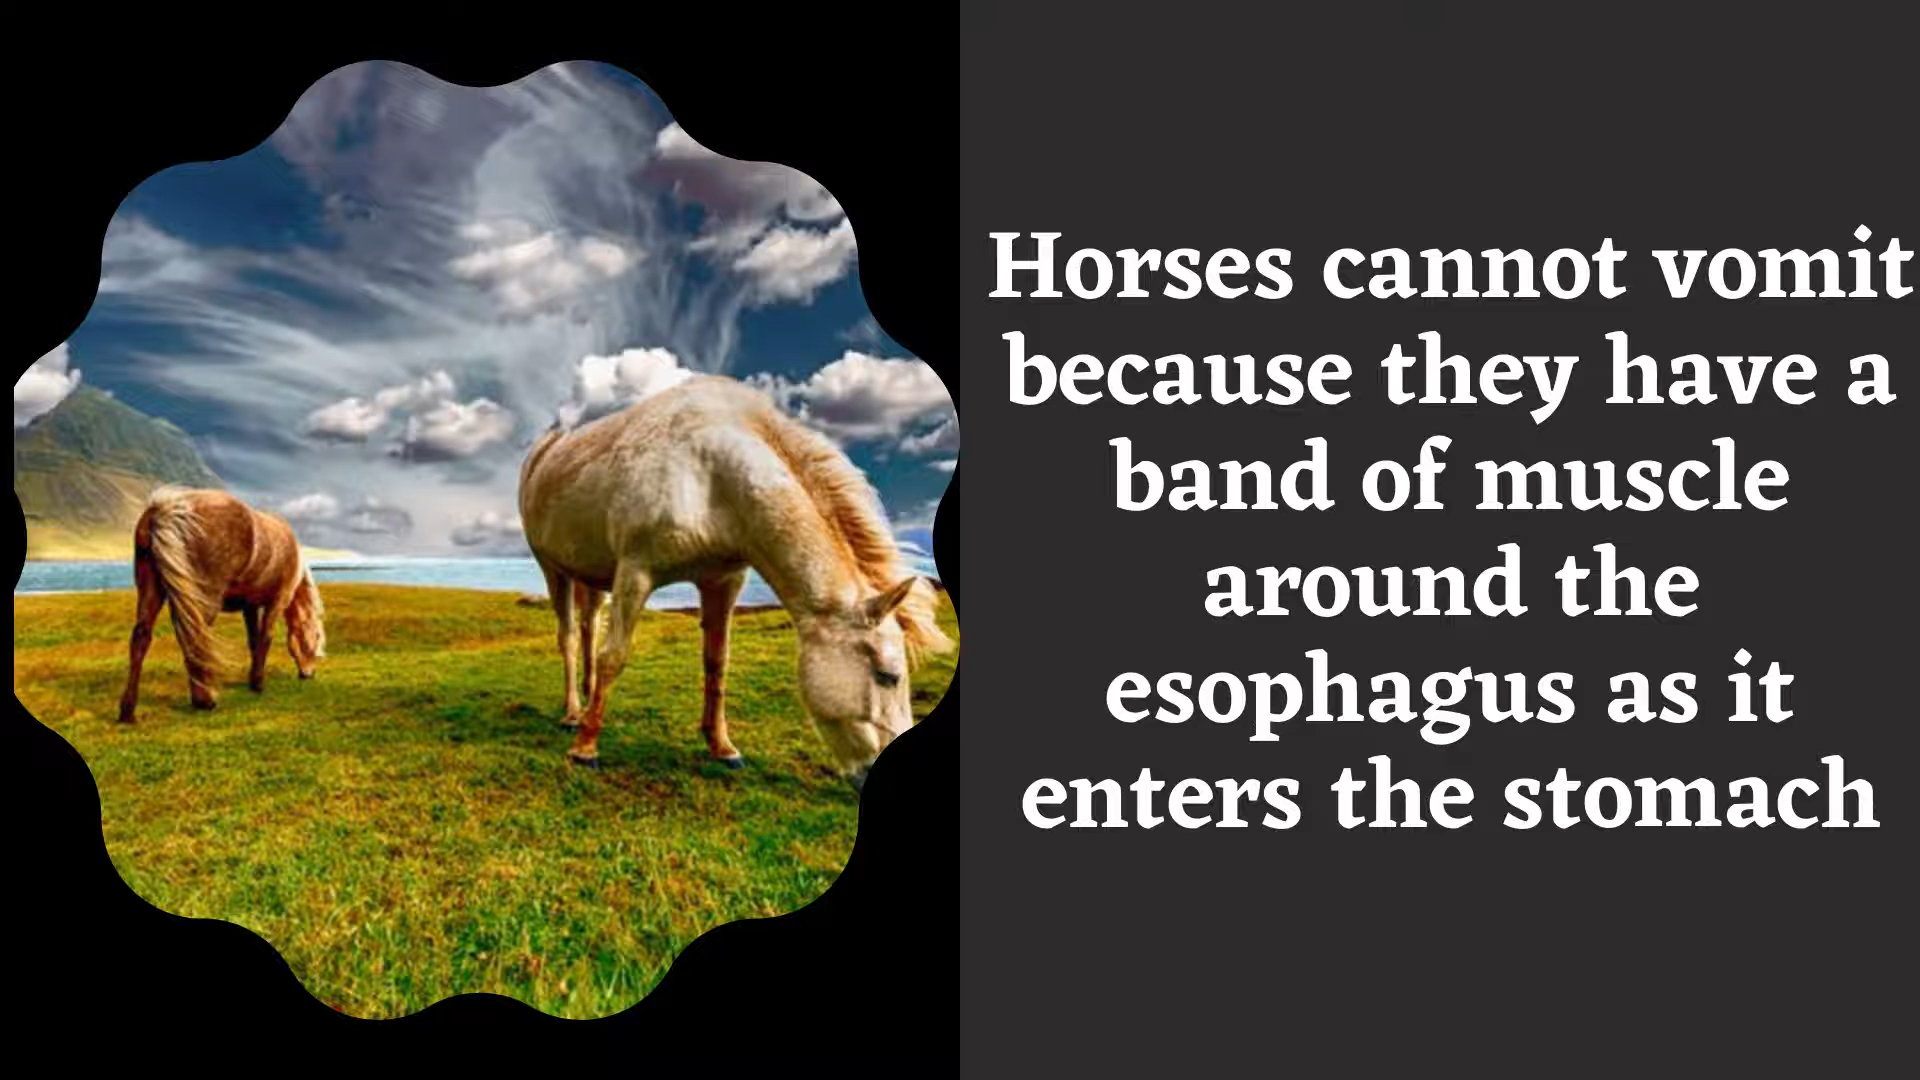 Horses cannot vomit
because they have a
band of muscle
around the
esophagus as it
enters the stomach